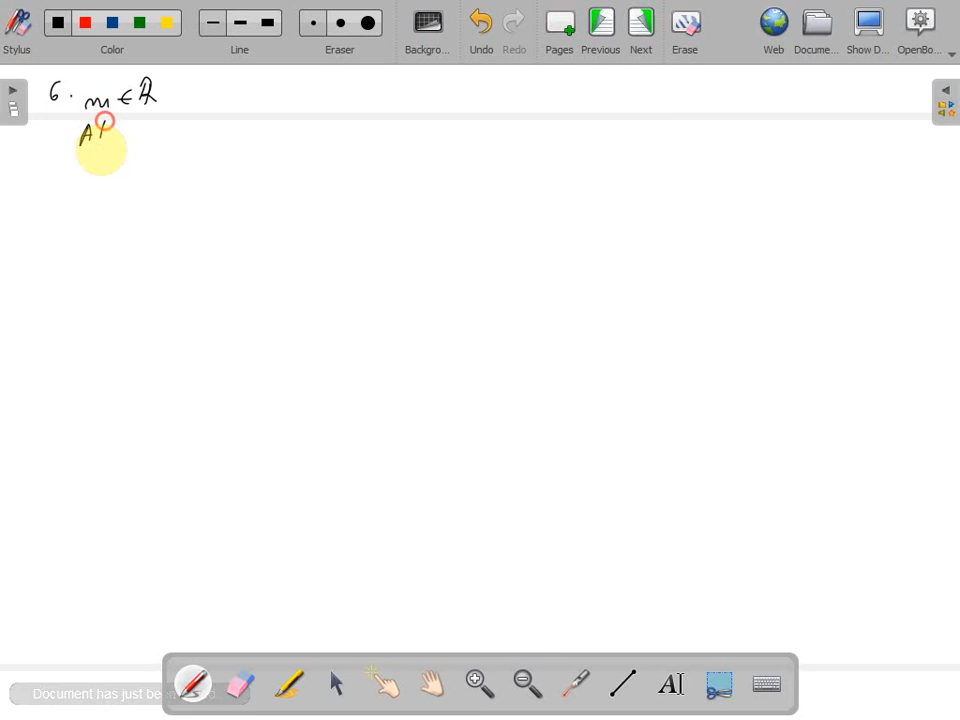 Stylus
Color
Line
Eraser
Backgro...
Undo
Redo
Pages
Previous
Next
Erase
Web
Docume...
Show D...
OpenBo...
6. m ∈ ℝ
A
Document has just bee